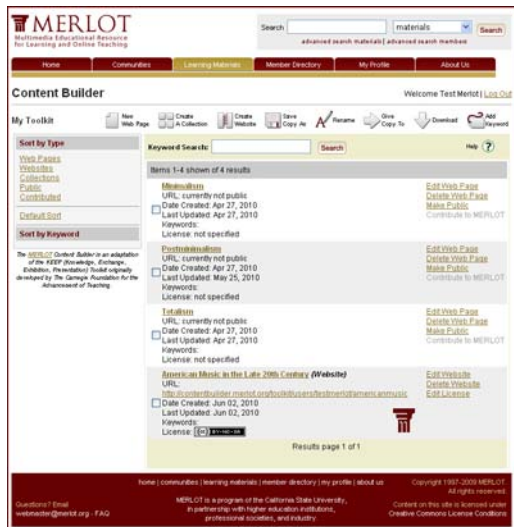 MERLOT
Multimedia Educational Resource
for Learning and Online Teaching
Search materials Search
advanced search materials | advanced search members
Home Communities Learning Materials Member Directory My Profile About Us
Content Builder Welcome Test Merlot | Log Out
My Toolkit New Web Page Create A Collection Create Website Save Copy As Rename Give Copy To Download Add Keyword
Sort by Type
Web Pages
Websites
Collections
Public
Contributed
Default Sort
Sort by Keyword
The MERLOT Content Builder is an adaptation
of the KEEP (Knowledge, Exchange,
Exhibition, Presentation) Toolkit originally
developed by The Carnegie Foundation for the
Advancement of Teaching
Keyword Search: Search Help ?
Items 1-4 shown of 4 results
Minimalism Edit Web Page
URL: currently not public Delete Web Page
Date Created: Apr 27, 2010 Make Public
Last Updated: Apr 27, 2010 Contribute to MERLOT
Keywords:
License: not specified
Postminimalism Edit Web Page
URL: currently not public Delete Web Page
Date Created: Apr 27, 2010 Make Public
Last Updated: May 25, 2010 Contribute to MERLOT
Keywords:
License: not specified
Totalism Edit Web Page
URL: currently not public Delete Web Page
Date Created: Apr 27, 2010 Make Public
Last Updated: Apr 27, 2010 Contribute to MERLOT
Keywords:
License: not specified
American Music in the Late 20th Century (Website) Edit Website
URL: Delete Website
http://contentbuilder.merlot.org/toolkit/users/testmerlot/americanmusic Edit License
Date Created: Jun 02, 2010
Last Updated: Jun 02, 2010
Keywords:
License: (cc) BY-NC-SA
Results page 1 of 1
home | communities | learning materials | member directory | my profile | about us
Copyright 1997-2009 MERLOT.
All rights reserved.
Questions? Email
webmaster@merlot.org - FAQ
MERLOT is a program of the California State University,
in partnership with higher education institutions,
professional societies, and industry
Content on this site is licensed under
Creative Commons License Conditions